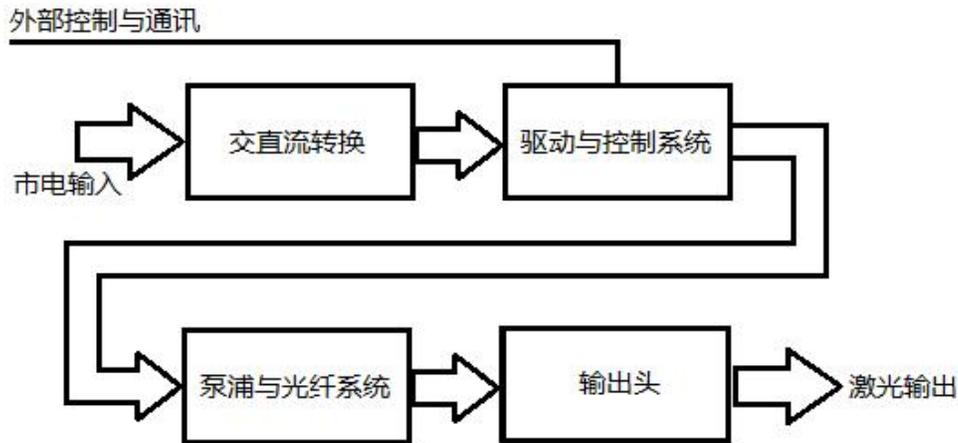 外部控制与通讯
交直流转换
驱动与控制系统
市电输入
泵浦与光纤系统
输出头
激光输出